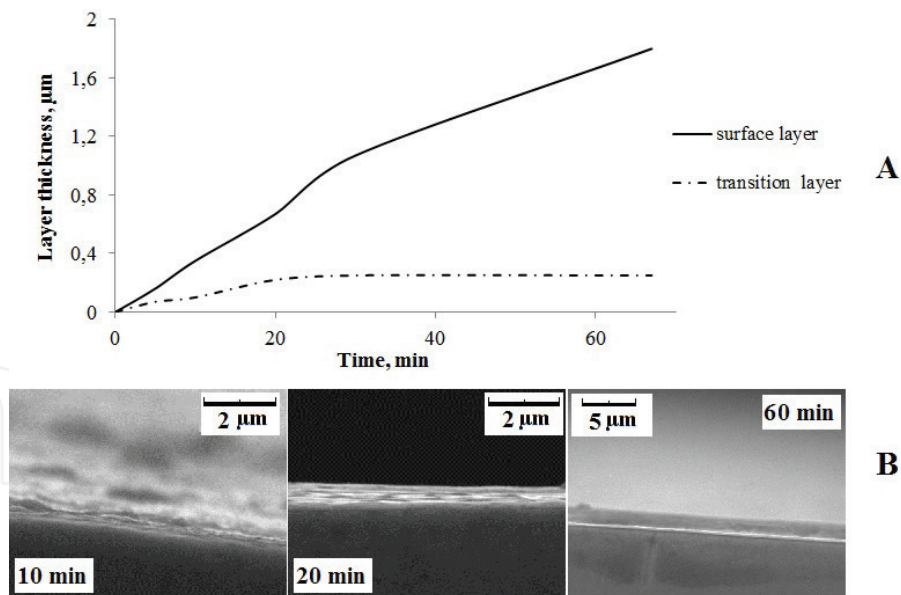 2
1,6
1,2
0,8
0,4
0
Layer thickness, µm
0 20 40 60
Time, min
surface layer
transition layer
A
2 µm
10 min
2 µm
20 min
5 µm
60 min
B